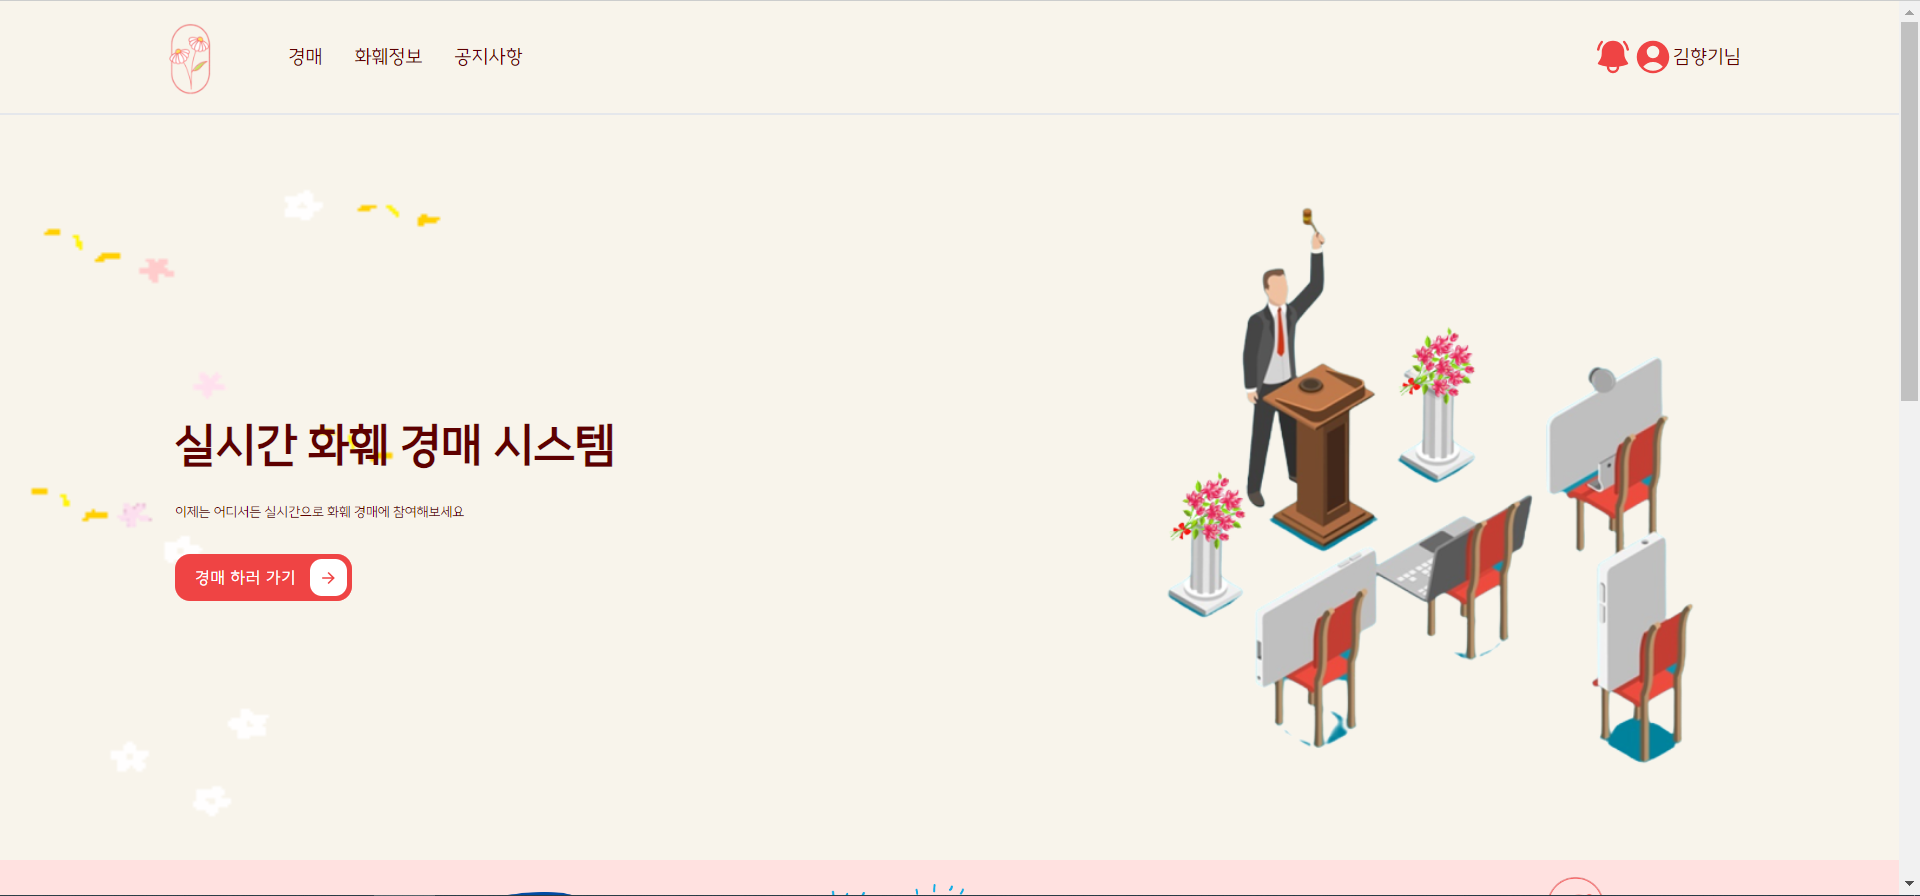 경매 화훼정보 공지사항 김향기님
실시간 화훼 경매 시스템
이제는 어디서든 실시간으로 화훼 경매에 참여해보세요
경매 하러 가기